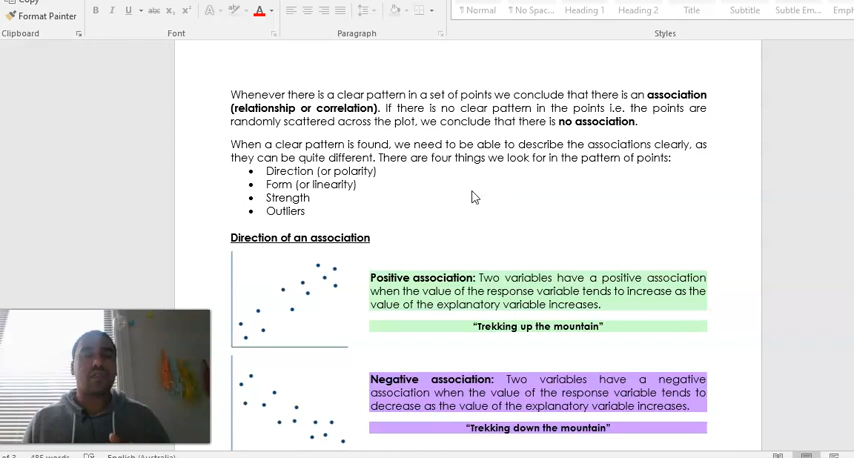 Copy
Format Painter
B I U abc X₂ X² A A
Clipboard
Font
Paragraph
Styles
¶ Normal ¶ No Spac... Heading 1 Heading 2 Title Subtitle Subtle Em... Emph
Whenever there is a clear pattern in a set of points we conclude that there is an association
(relationship or correlation). If there is no clear pattern in the points i.e. the points are
randomly scattered across the plot, we conclude that there is no association.
When a clear pattern is found, we need to be able to describe the associations clearly, as
they can be quite different. There are four things we look for in the pattern of points:
• Direction (or polarity)
• Form (or linearity)
• Strength
• Outliers
Direction of an association
Positive association: Two variables have a positive association
when the value of the response variable tends to increase as the
value of the explanatory variable increases.
"Trekking up the mountain"
Negative association: Two variables have a negative
association when the value of the response variable tends to
decrease as the value of the explanatory variable increases.
"Trekking down the mountain"
of 3 485 words English (Australia)